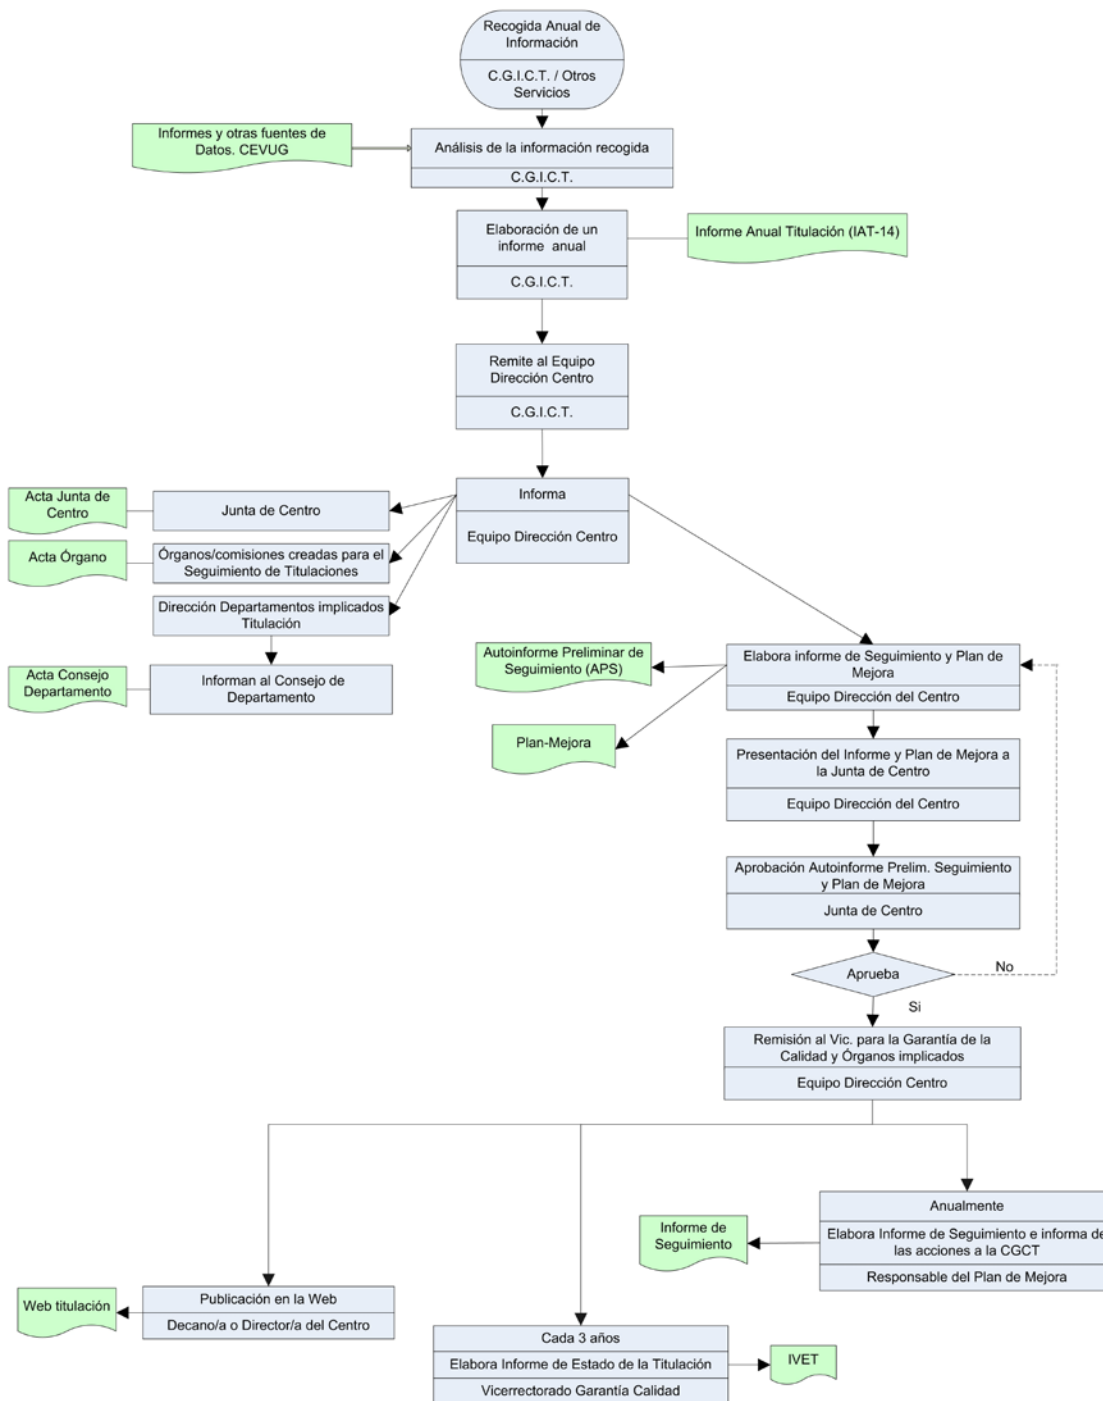 Recogida Anual de
Información
C.G.I.C.T. / Otros
Servicios
Informes y otras fuentes de
Datos. CEVUG
Análisis de la información recogida
C.G.I.C.T.
Elaboración de un
informe anual
C.G.I.C.T.
Informe Anual Titulación (IAT-14)
Remite al Equipo
Dirección Centro
C.G.I.C.T.
Informa
Equipo Dirección Centro
Acta Junta de
Centro
Junta de Centro
Acta Órgano
Órganos/comisiones creadas para el
Seguimiento de Titulaciones
Dirección Departamentos implicados
Titulación
Acta Consejo
Departamento
Informan al Consejo de
Departamento
Autoinforme Preliminar de
Seguimiento (APS)
Plan-Mejora
Elabora informe de Seguimiento y Plan de
Mejora
Equipo Dirección del Centro
Presentación del Informe y Plan de Mejora a
la Junta de Centro
Equipo Dirección del Centro
Aprobación Autoinforme Prelim. Seguimiento
y Plan de Mejora
Junta de Centro
Aprueba
No
Si
Remisión al Vic. para la Garantía de la
Calidad y Órganos implicados
Equipo Dirección Centro
Anualmente
Elabora Informe de Seguimiento e informa de
las acciones a la CGCT
Responsable del Plan de Mejora
Informe de
Seguimiento
Web titulación
Publicación en la Web
Decano/a o Director/a del Centro
Cada 3 años
Elabora Informe de Estado de la Titulación
Vicerrectorado Garantía Calidad
IVET